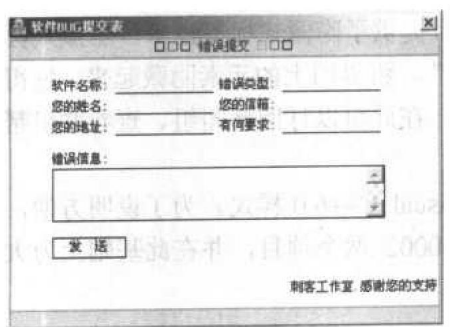 软件BUG提交表
□□□ 错误提交 □□□
软件名称: 错误类型:
您的姓名: 您的信箱:
您的地址: 有何要求:
错误信息:
发 送
刺客工作室 感谢您的支持